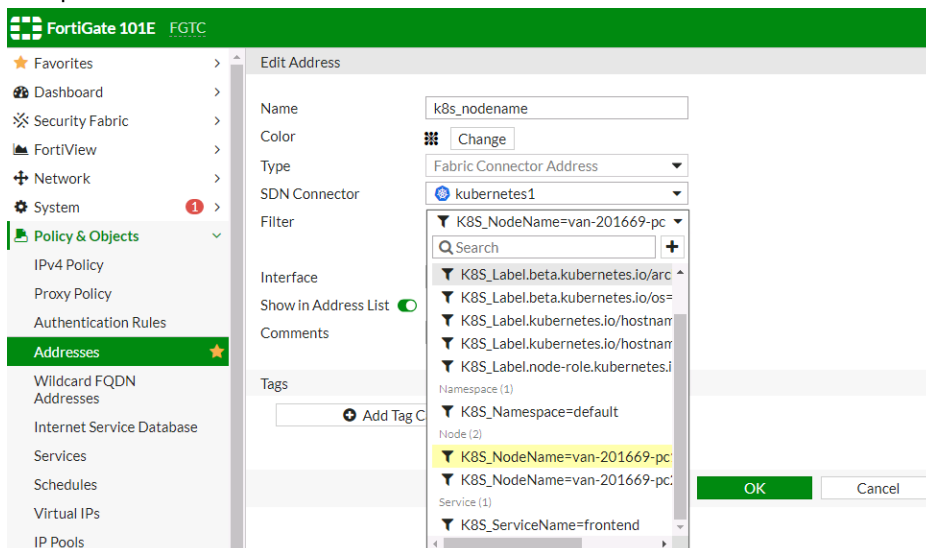 FortiGate 101E FGTC
Favorites
Dashboard
Security Fabric
FortiView
Network
System 1
Policy & Objects
IPv4 Policy
Proxy Policy
Authentication Rules
Addresses
Wildcard FQDN
Addresses
Internet Service Database
Services
Schedules
Virtual IPs
IP Pools
Edit Address
Name k8s_nodename
Color Change
Type Fabric Connector Address
SDN Connector kubernetes1
Filter K8S_NodeName=van-201669-pc
Search
K8S_Label.beta.kubernetes.io/arc
K8S_Label.beta.kubernetes.io/os=
K8S_Label.kubernetes.io/hostnam
K8S_Label.kubernetes.io/hostnam
K8S_Label.node-role.kubernetes.i
Namespace (1)
K8S_Namespace=default
Node (2)
K8S_NodeName=van-201669-pc1
K8S_NodeName=van-201669-pc2
Service (1)
K8S_ServiceName=frontend
Interface
Show in Address List
Comments
Tags
Add Tag C
OK Cancel